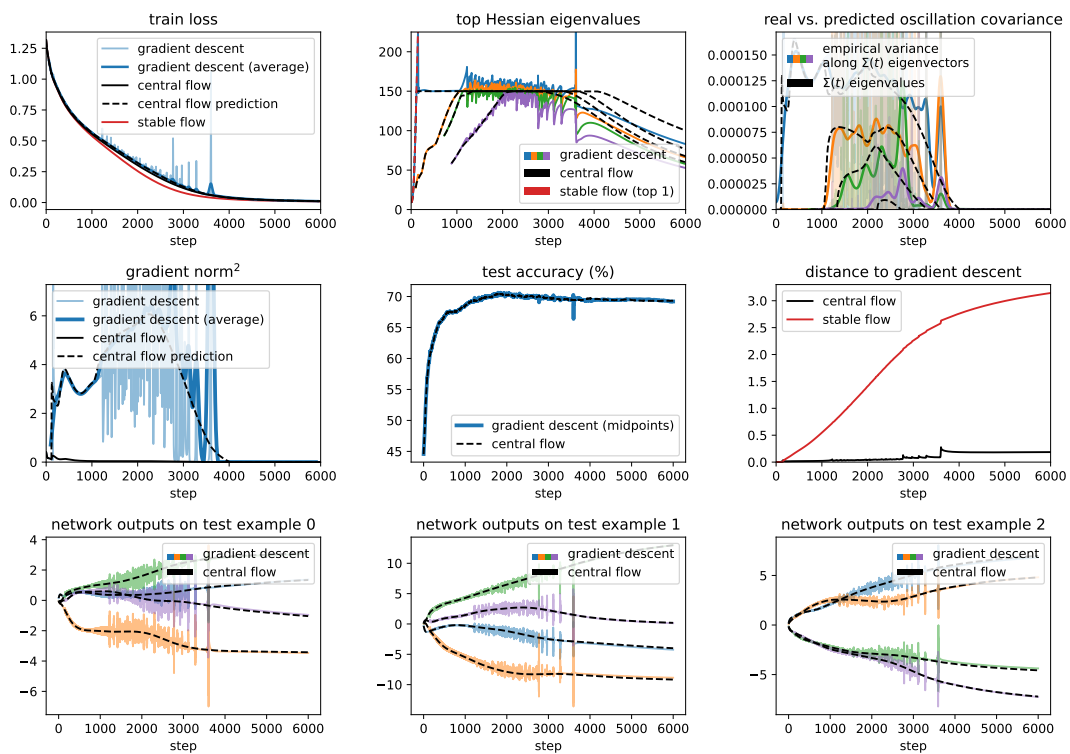 train loss
1.25
1.00
0.75
0.50
0.25
0.00
gradient descent
gradient descent (average)
central flow
central flow prediction
stable flow
0 1000 2000 3000 4000 5000 6000
step
top Hessian eigenvalues
200
150
100
50
0
gradient descent
central flow
stable flow (top 1)
0 1000 2000 3000 4000 5000 6000
step
real vs. predicted oscillation covariance
0.000150
0.000125
0.000100
0.000075
0.000050
0.000025
0.000000
empirical variance
along Σ(t) eigenvectors
Σ(t) eigenvalues
0 1000 2000 3000 4000 5000 6000
step
gradient norm²
6
4
2
0
gradient descent
gradient descent (average)
central flow
central flow prediction
0 1000 2000 3000 4000 5000 6000
step
test accuracy (%)
70
65
60
55
50
45
gradient descent (midpoints)
central flow
0 1000 2000 3000 4000 5000 6000
step
distance to gradient descent
3.0
2.5
2.0
1.5
1.0
0.5
0.0
central flow
stable flow
0 1000 2000 3000 4000 5000 6000
step
network outputs on test example 0
4
2
0
−2
−4
−6
gradient descent
central flow
0 1000 2000 3000 4000 5000 6000
step
network outputs on test example 1
10
5
0
−5
−10
gradient descent
central flow
0 1000 2000 3000 4000 5000 6000
step
network outputs on test example 2
5
0
−5
gradient descent
central flow
0 1000 2000 3000 4000 5000 6000
step